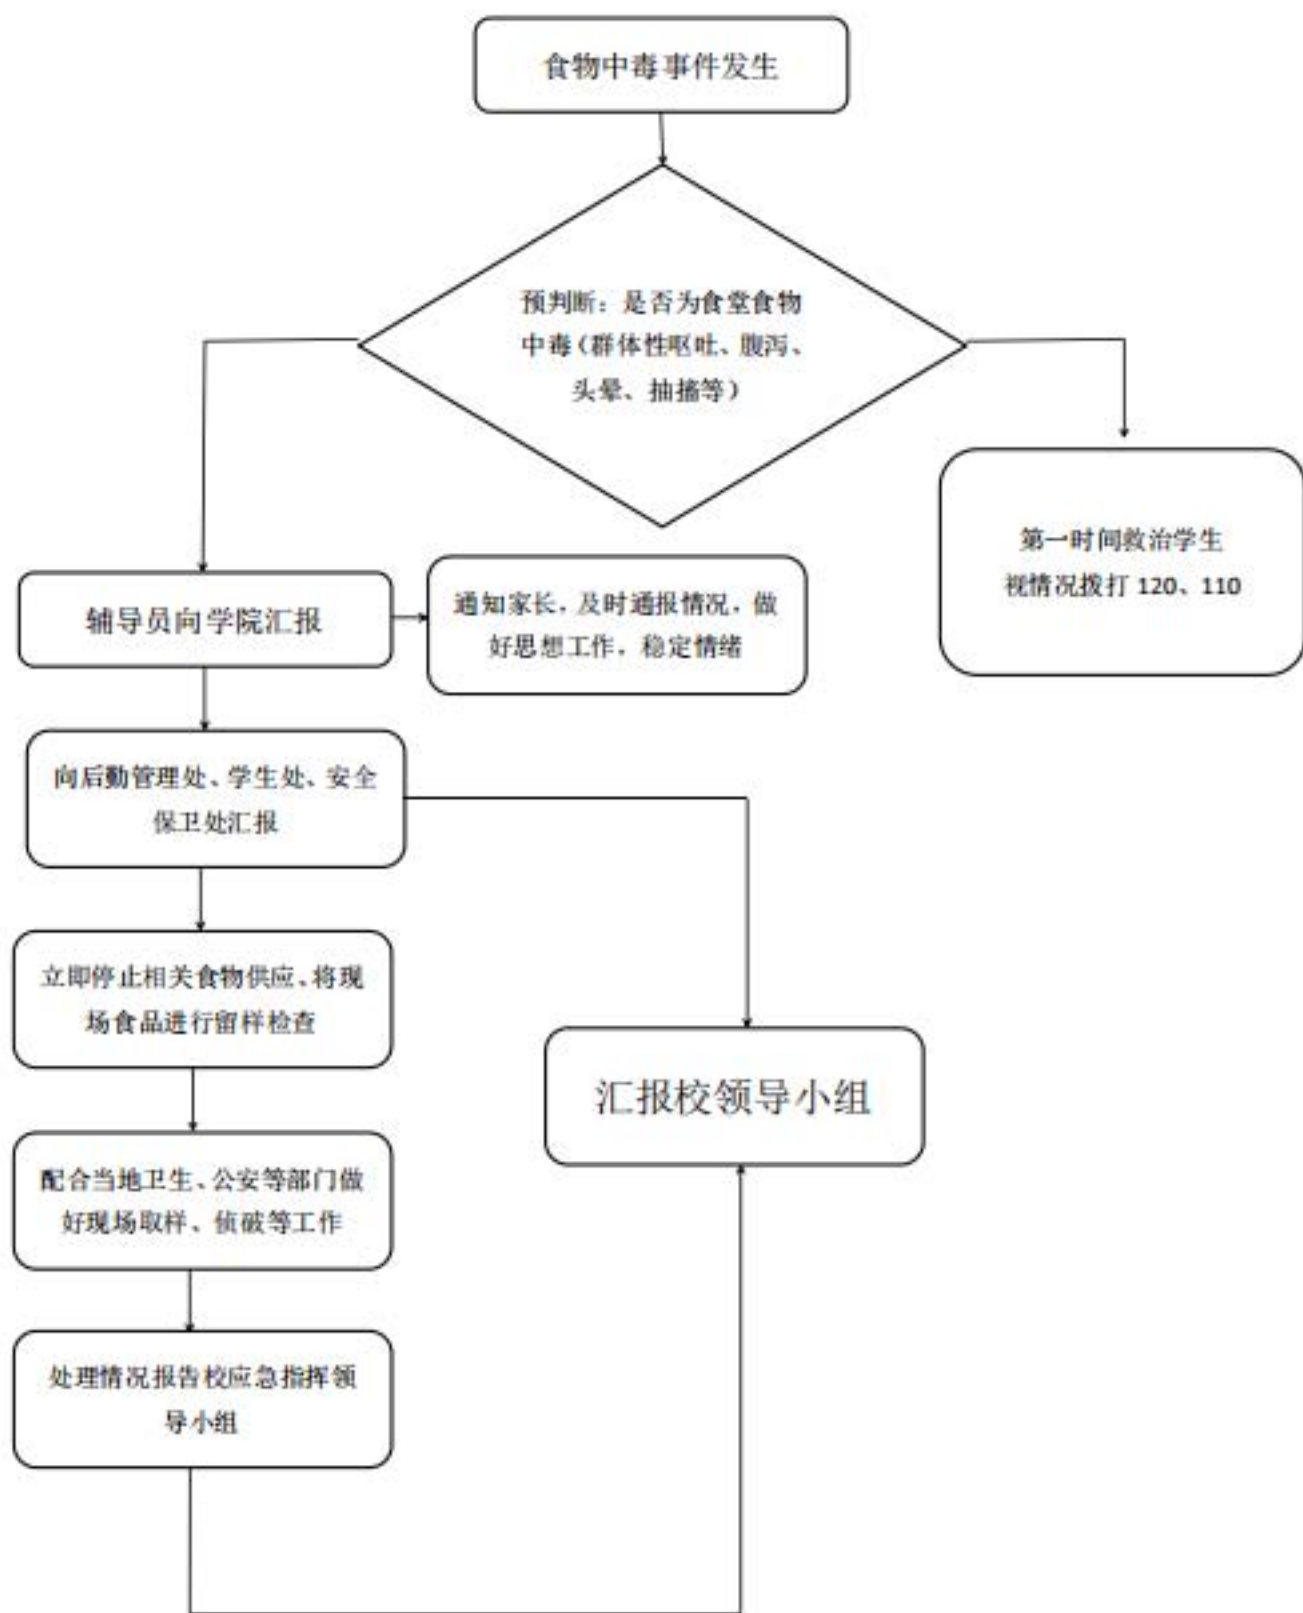 食物中毒事件发生
预判断：是否为食堂食物
中毒（群体性呕吐、腹泻、
头晕、抽搐等）
第一时间救治学生
视情况拨打 120、110
辅导员向学院汇报
通知家长，及时通报情况，做
好思想工作，稳定情绪
向后勤管理处、学生处、安全
保卫处汇报
立即停止相关食物供应、将现
场食品进行留样检查
汇报校领导小组
配合当地卫生、公安等部门做
好现场取样、侦破等工作
处理情况报告校应急指挥领
导小组